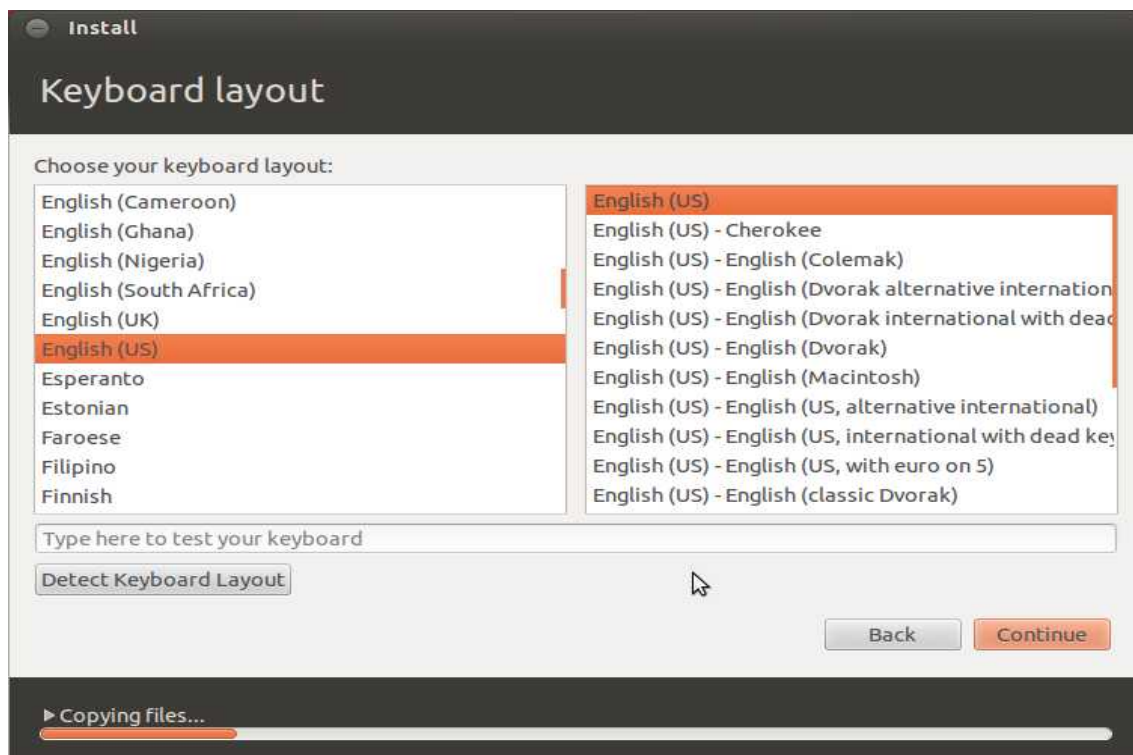 Install
Keyboard layout
Choose your keyboard layout:
English (Cameroon)
English (Ghana)
English (Nigeria)
English (South Africa)
English (UK)
English (US)
Esperanto
Estonian
Faroese
Filipino
Finnish
English (US)
English (US) - Cherokee
English (US) - English (Colemak)
English (US) - English (Dvorak alternative internation
English (US) - English (Dvorak international with dead
English (US) - English (Dvorak)
English (US) - English (Macintosh)
English (US) - English (US, alternative international)
English (US) - English (US, international with dead key
English (US) - English (US, with euro on 5)
English (US) - English (classic Dvorak)
Type here to test your keyboard
Detect Keyboard Layout
Back
Continue
Copying files...